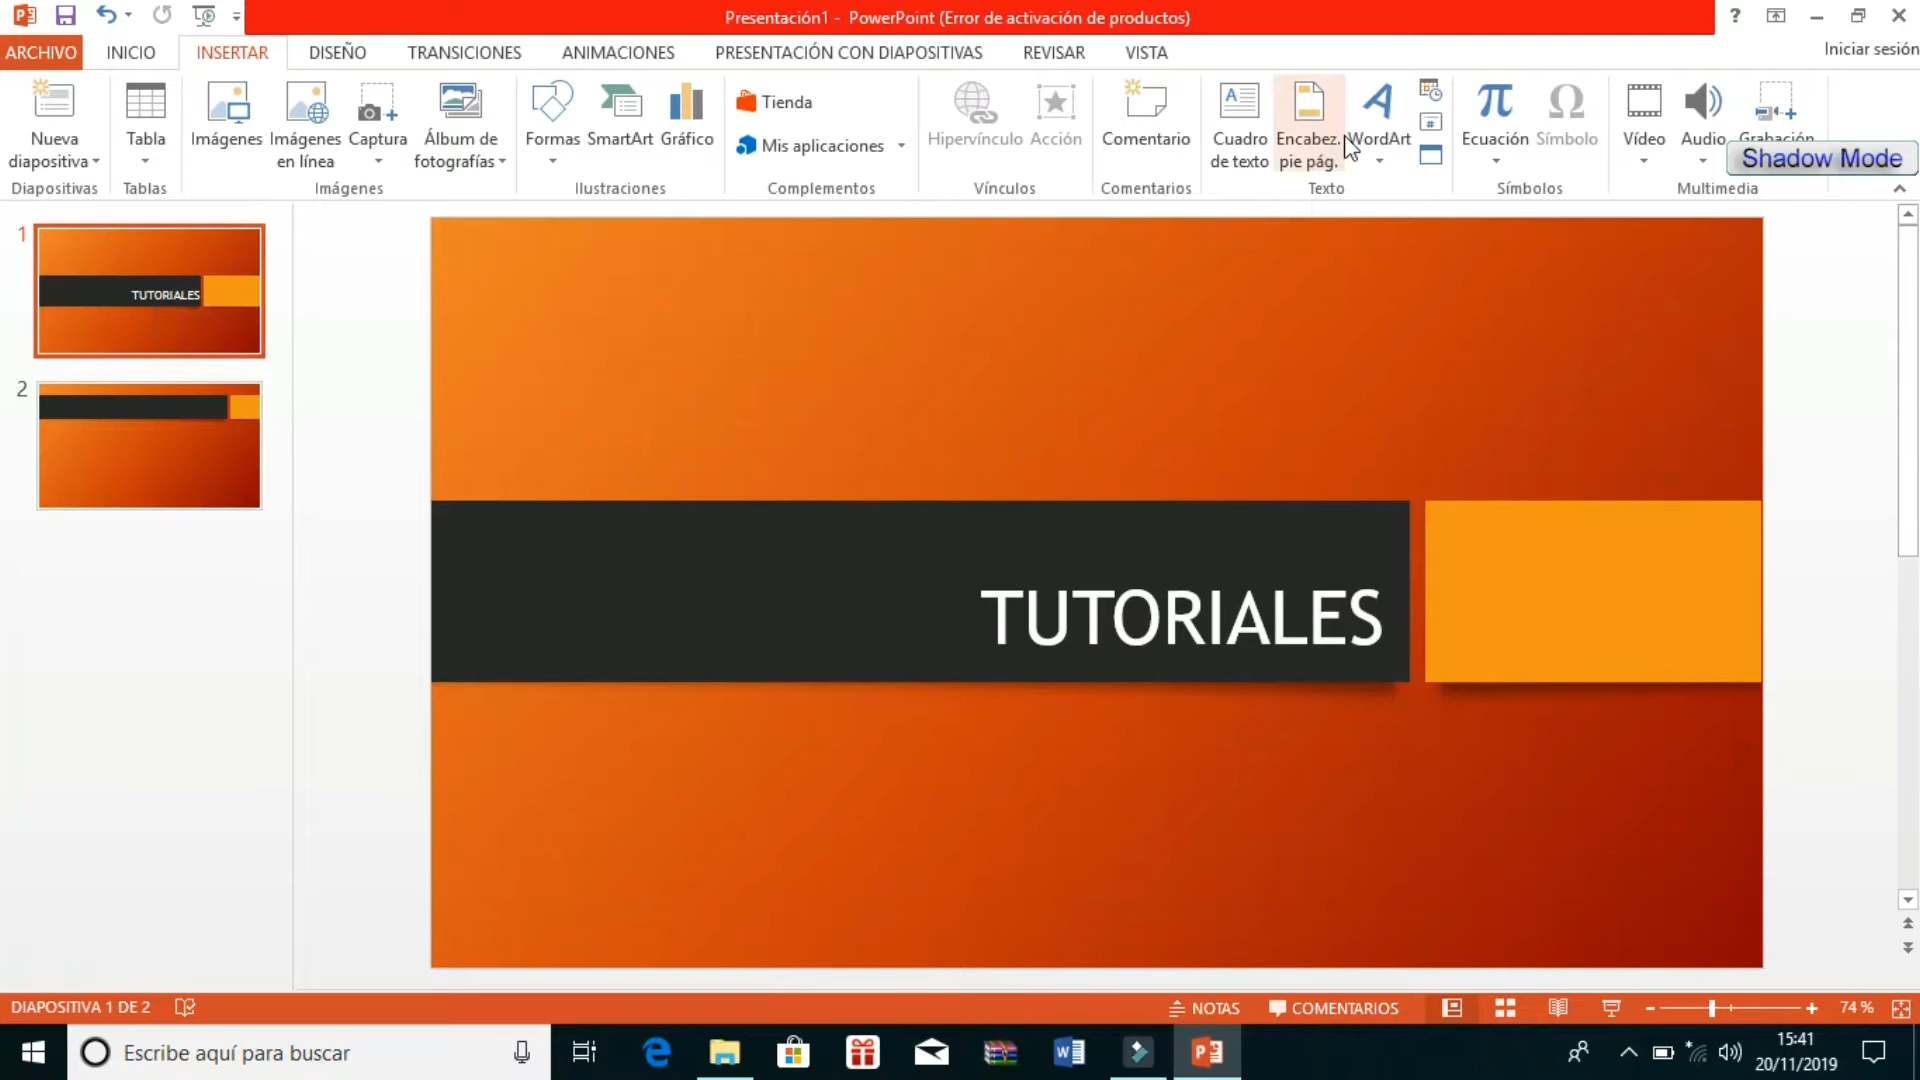 Presentación1 - PowerPoint (Error de activación de productos)
?
ARCHIVO INICIO INSERTAR DISEÑO TRANSICIONES ANIMACIONES PRESENTACIÓN CON DIAPOSITIVAS REVISAR VISTA Iniciar sesión
Nueva diapositiva
Tabla
Imágenes
Imágenes en línea
Captura
Álbum de fotografías
Formas
SmartArt
Gráfico
Tienda
Mis aplicaciones
Hipervínculo
Acción
Comentario
Cuadro de texto
Encabez. pie pág.
WordArt
Ecuación
Símbolo
Vídeo
Audio
Grabación
Shadow Mode
Diapositivas Tablas Imágenes Ilustraciones Complementos Vínculos Comentarios Texto Símbolos Multimedia
1
TUTORIALES
2
TUTORIALES
DIAPOSITIVA 1 DE 2 NOTAS COMENTARIOS 74 %
Escribe aquí para buscar
15:41
20/11/2019